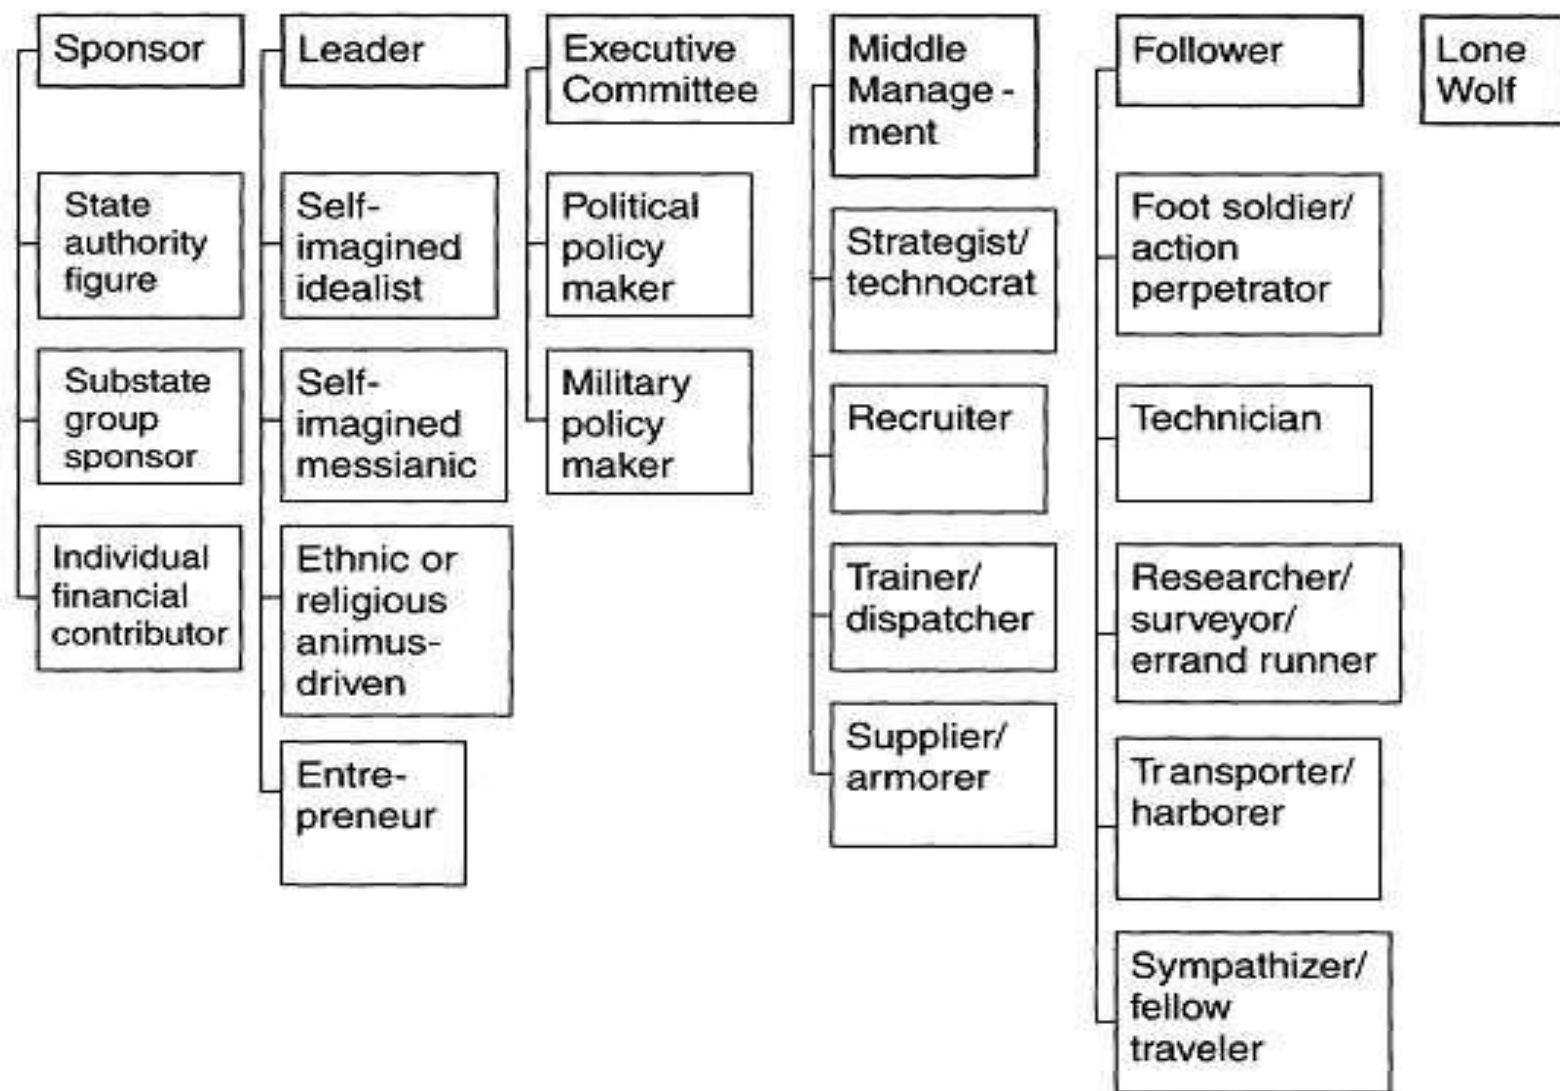 Sponsor
State
authority
figure
Substate
group
sponsor
Individual
financial
contributor
Leader
Self-
imagined
idealist
Self-
imagined
messianic
Ethnic or
religious
animus-
driven
Entre-
preneur
Executive
Committee
Political
policy
maker
Military
policy
maker
Middle
Manage-
ment
Strategist/
technocrat
Recruiter
Trainer/
dispatcher
Supplier/
armorer
Follower
Foot soldier/
action
perpetrator
Technician
Researcher/
surveyor/
errand runner
Transporter/
harborer
Sympathizer/
fellow
traveler
Lone
Wolf